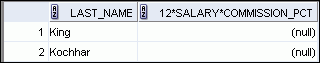 LAST_NAME 12*SALARY*COMMISSION_PCT
1 King (null)
2 Kochhar (null)